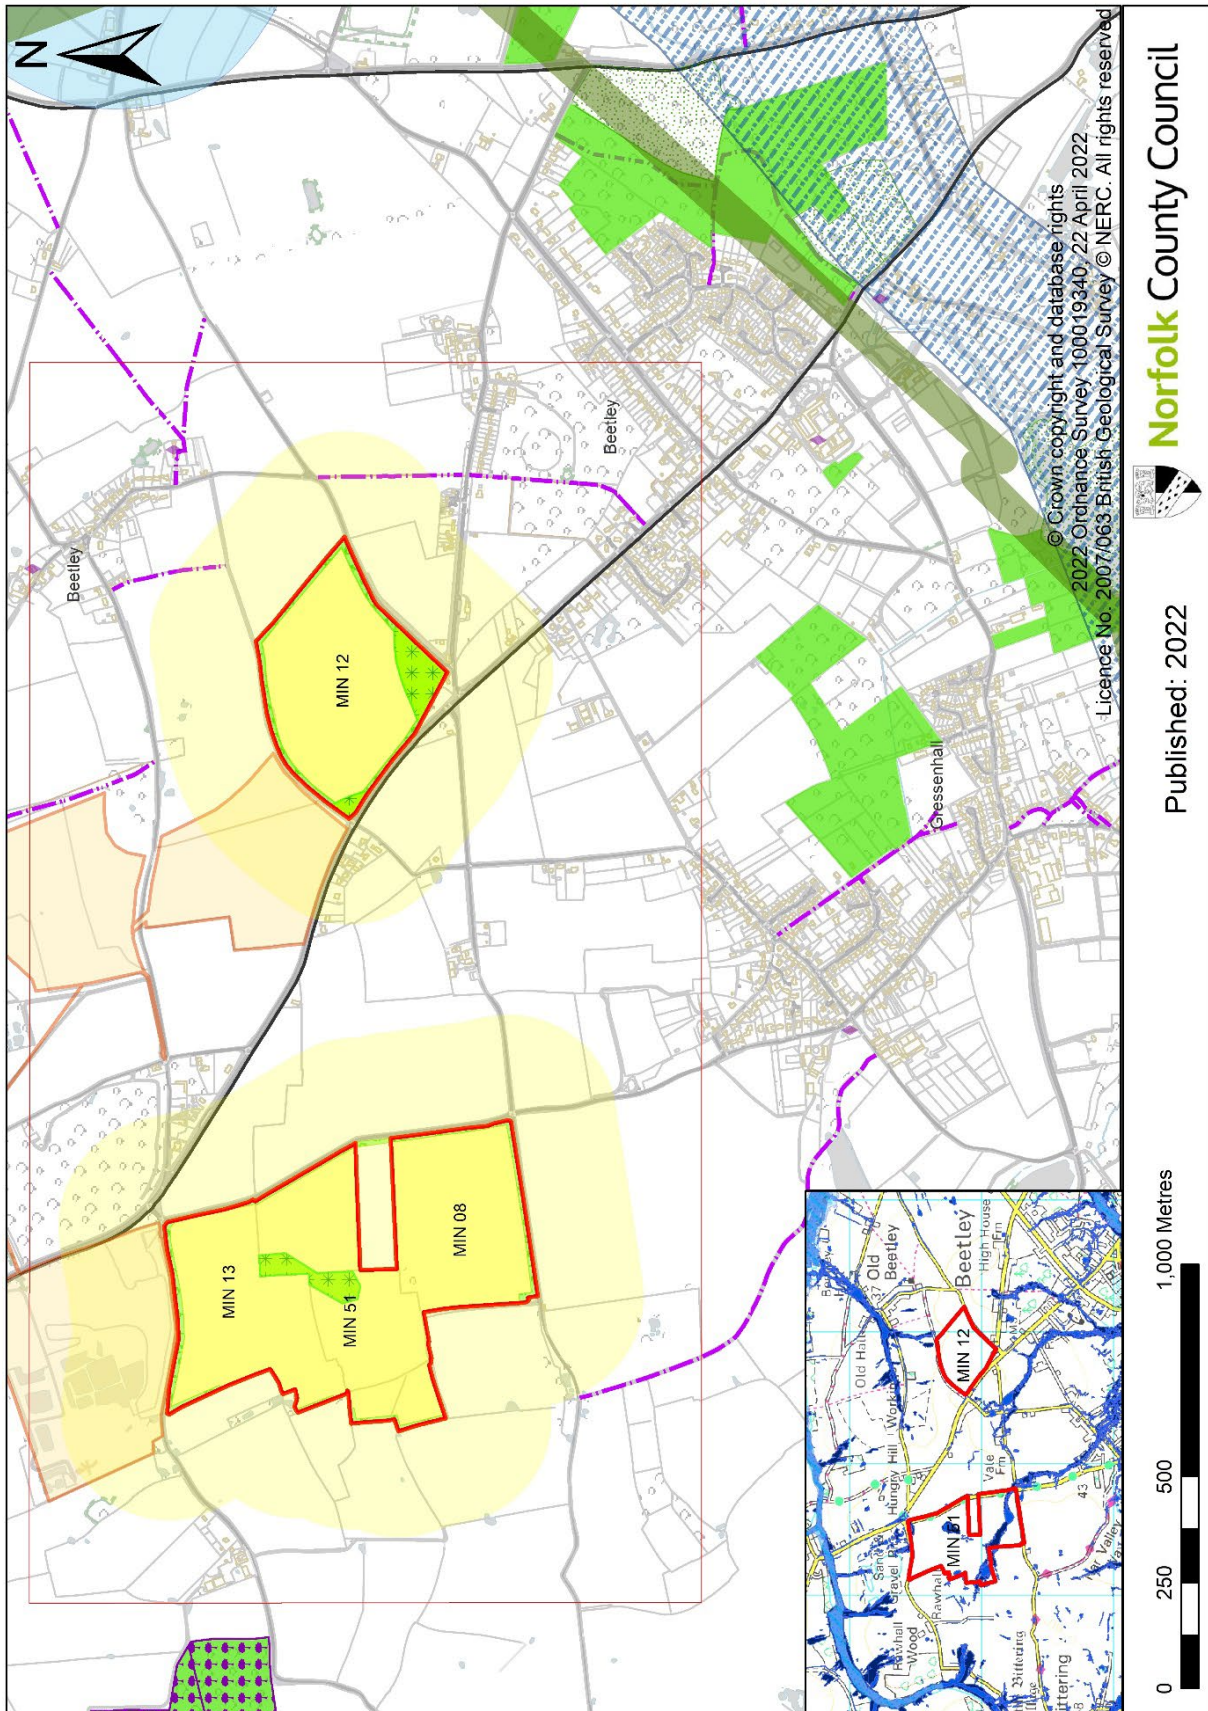 N
Beetley
MIN 12
MIN 13
MIN 51
MIN 08
Beetley
Gressenhall
© Crown copyright and database rights
2022 Ordnance Survey 100019340, 22 April 2022
Licence No. 2007/063 British Geological Survey © NERC. All rights reserved
Old Hall
37 Old
Beetley
Hungry Hill
Gravel
Rawhall
Wood
MIN 51
Vale
Fm
MIN 12
Beetley
High House
Fm
43
0
250
500
1,000 Metres
Published: 2022
Norfolk County Council